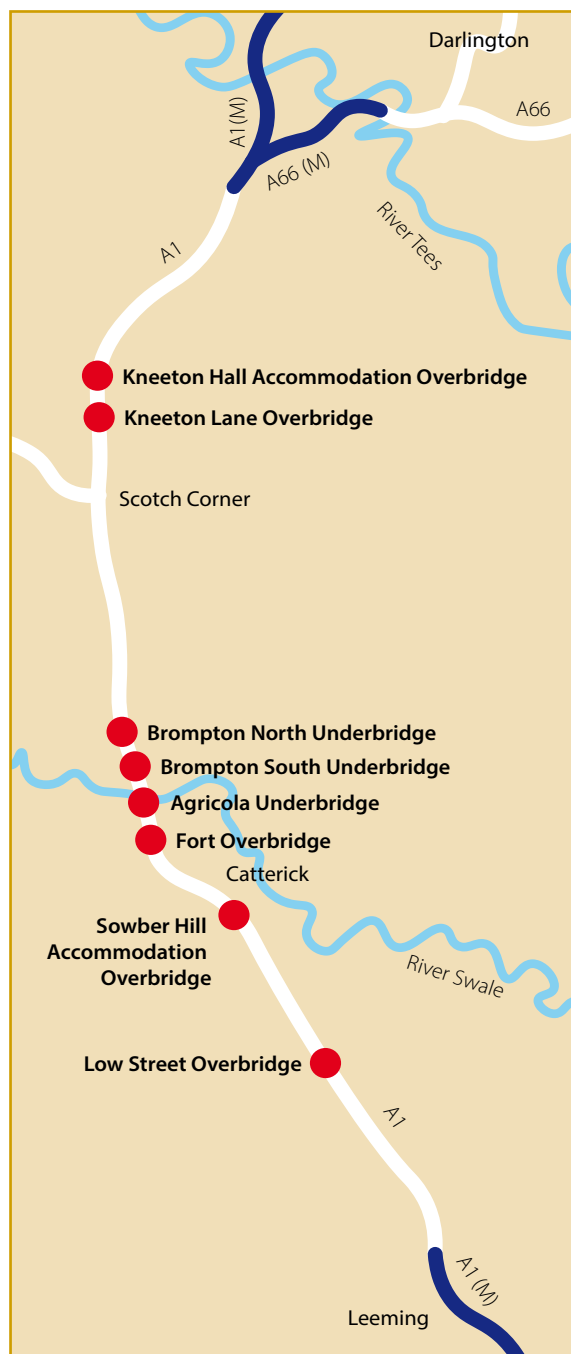 Darlington
A1 (M)
A66
A66 (M)
River Tees
A1
Kneeton Hall Accommodation Overbridge
Kneeton Lane Overbridge
Scotch Corner
Brompton North Underbridge
Brompton South Underbridge
Agricola Underbridge
Fort Overbridge
Catterick
Sowber Hill
Accommodation
Overbridge
River Swale
Low Street Overbridge
A1
A1 (M)
Leeming